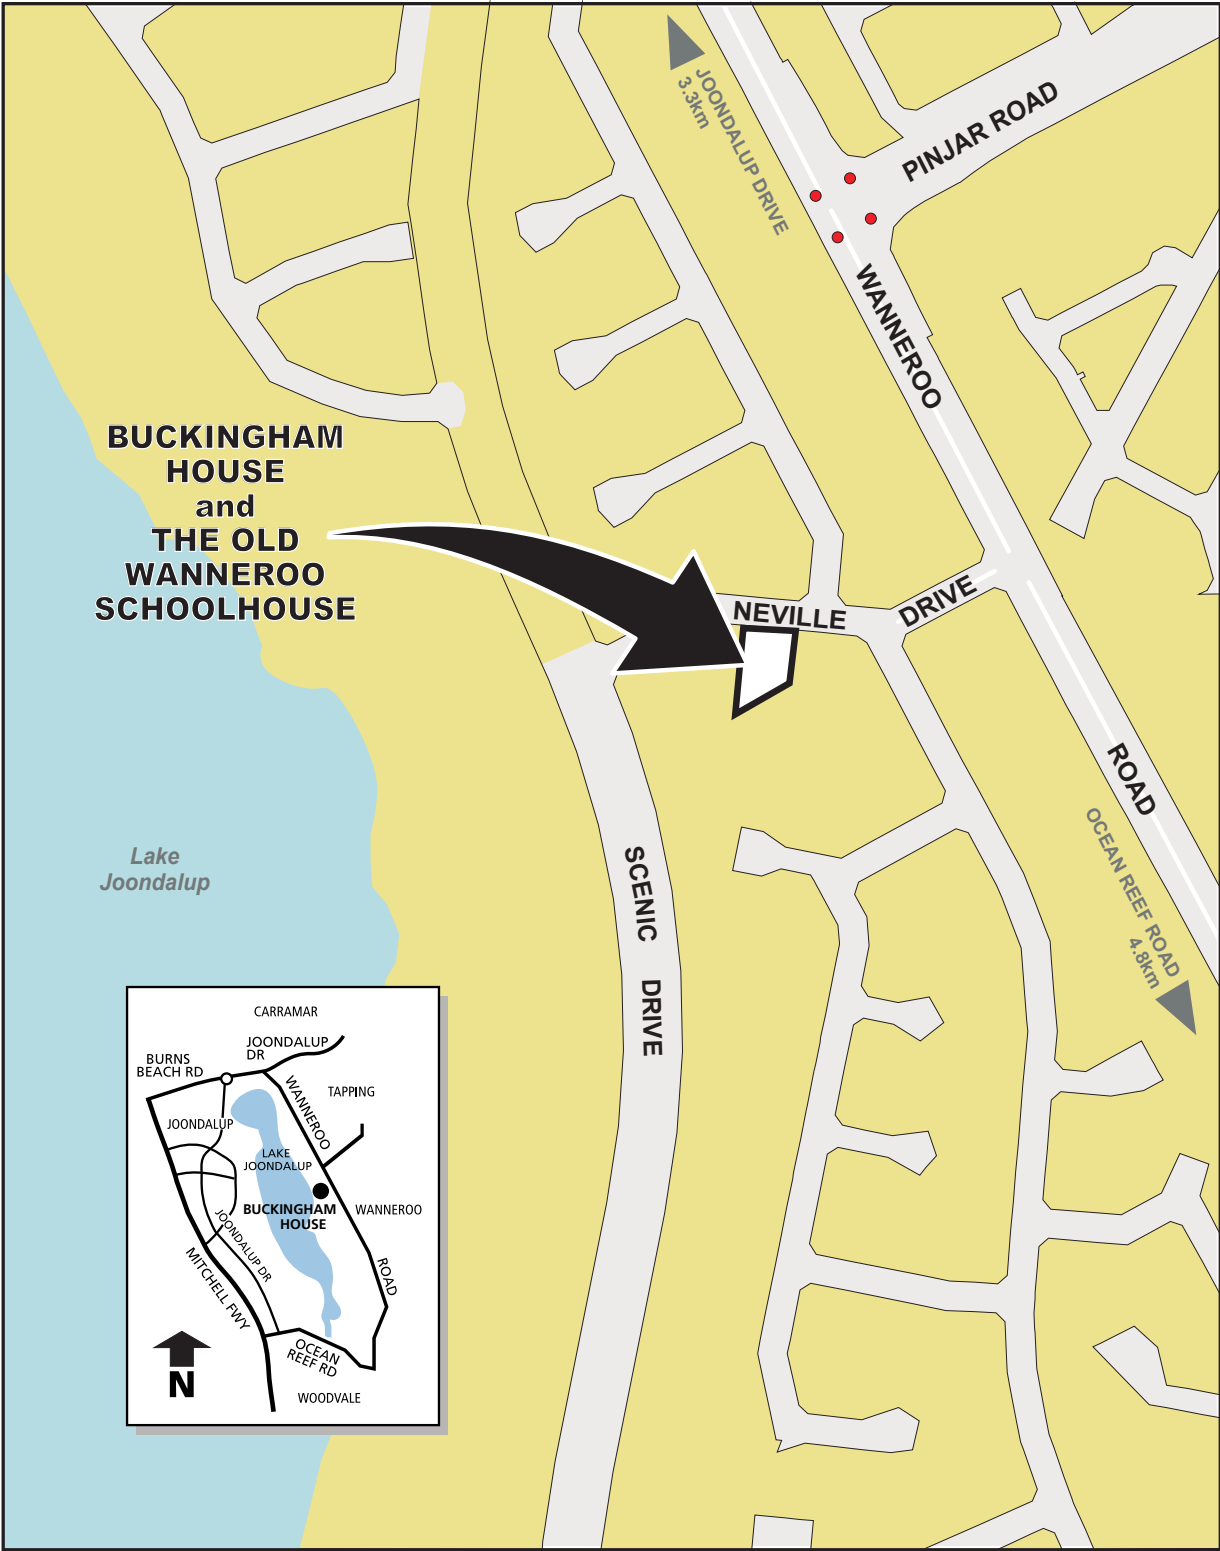 JOONDALUP DRIVE
3.3km
PINJAR ROAD
WANNEROO
BUCKINGHAM
HOUSE
and
THE OLD
WANNEROO
SCHOOLHOUSE
NEVILLE
DRIVE
ROAD
OCEAN REEF ROAD
4.8km
SCENIC DRIVE
Lake
Joondalup
CARRAMAR
JOONDALUP
DR
BURNS
BEACH RD
WANNEROO
TAPPING
JOONDALUP
LAKE
JOONDALUP
BUCKINGHAM
HOUSE
WANNEROO
JOONDALUP DR
MITCHELL FWY
ROAD
OCEAN
REEF RD
N
WOODVALE